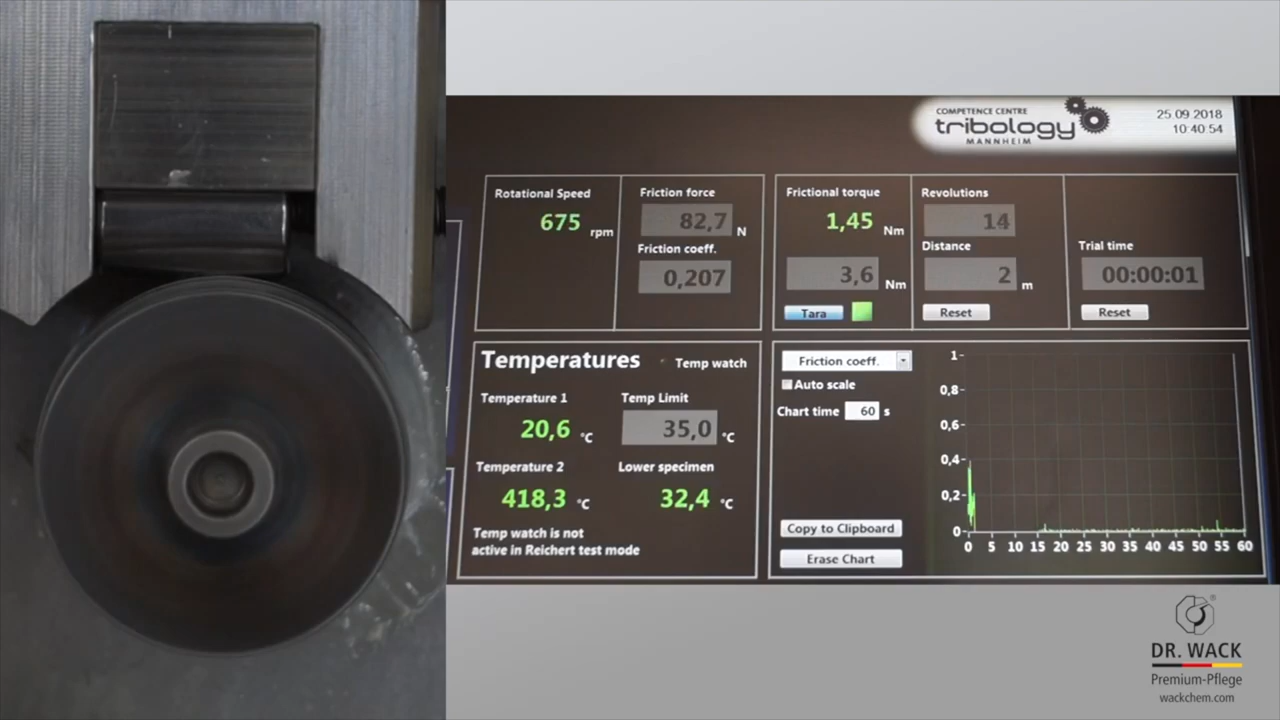 COMPETENCE CENTRE
tribology
MANNHEIM
25 09 2018
10:40:54
Rotational Speed
675 rpm
Friction force
82,7 N
Friction coeff.
0,207
Frictional torque
1,45 Nm
3,6 Nm
Tara
Revolutions
14
Distance
2 m
Reset
Trial time
00:00:01
Reset
Temperatures
Temp watch
Temperature 1
20,6 °C
Temp Limit
35,0 °C
Temperature 2
418,3 °C
Lower specimen
32,4 °C
Temp watch is not
active in Reichert test mode
Friction coeff.
Auto scale
Chart time 60 s
Copy to Clipboard
Erase Chart
1
0,8
0,6
0,4
0,2
0
0 5 10 15 20 25 30 35 40 45 50 55 60
DR. WACK
Premium-Pflege
wackchem.com